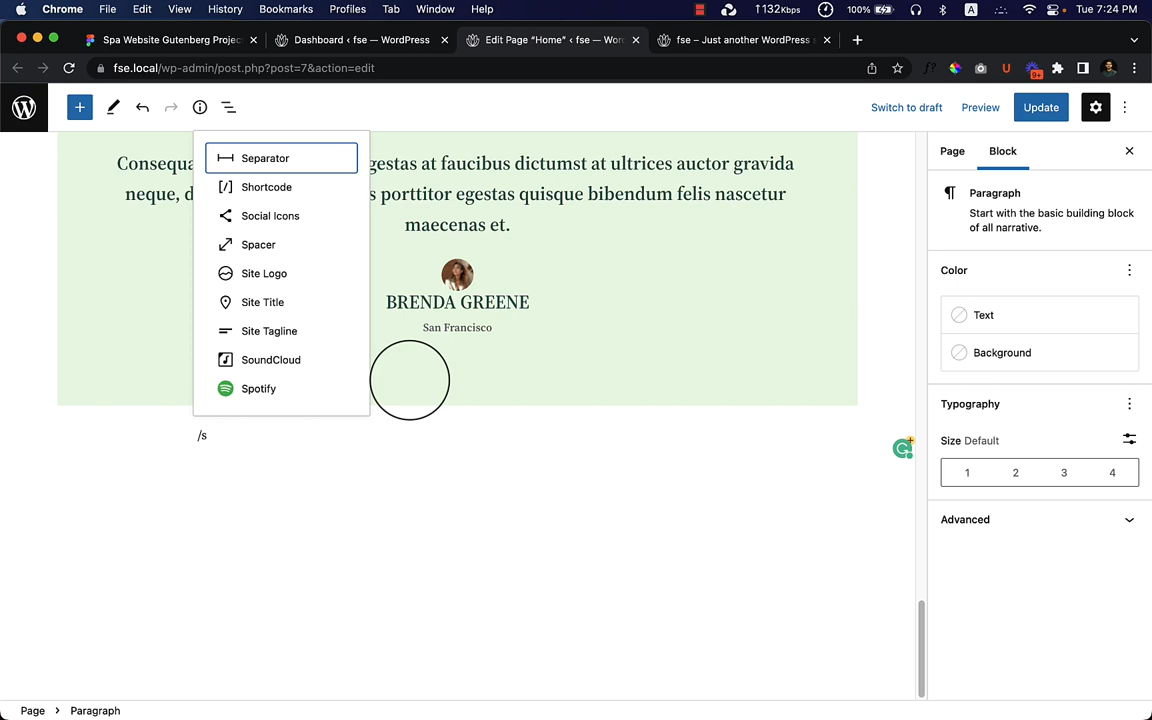 Chrome File Edit View History Bookmarks Profiles Tab Window Help
↑132Kbps 100% A Tue 7:24 PM
Spa Website Gutenberg Projec
Dashboard ‹ fse — WordPress
Edit Page “Home” ‹ fse — Wor
fse – Just another WordPress s
fse.local/wp-admin/post.php?post=7&action=edit
Switch to draft
Preview
Update
Separator
Shortcode
Social Icons
Spacer
Site Logo
Site Title
Site Tagline
SoundCloud
Spotify
Consequa
gestas at faucibus dictumst at ultrices auctor gravida
neque, d
s porttitor egestas quisque bibendum felis nascetur
maecenas et.
BRENDA GREENE
San Francisco
/s
Page
Block
Paragraph
Start with the basic building block
of all narrative.
Color
Text
Background
Typography
Size Default
1 2 3 4
Advanced
Page › Paragraph